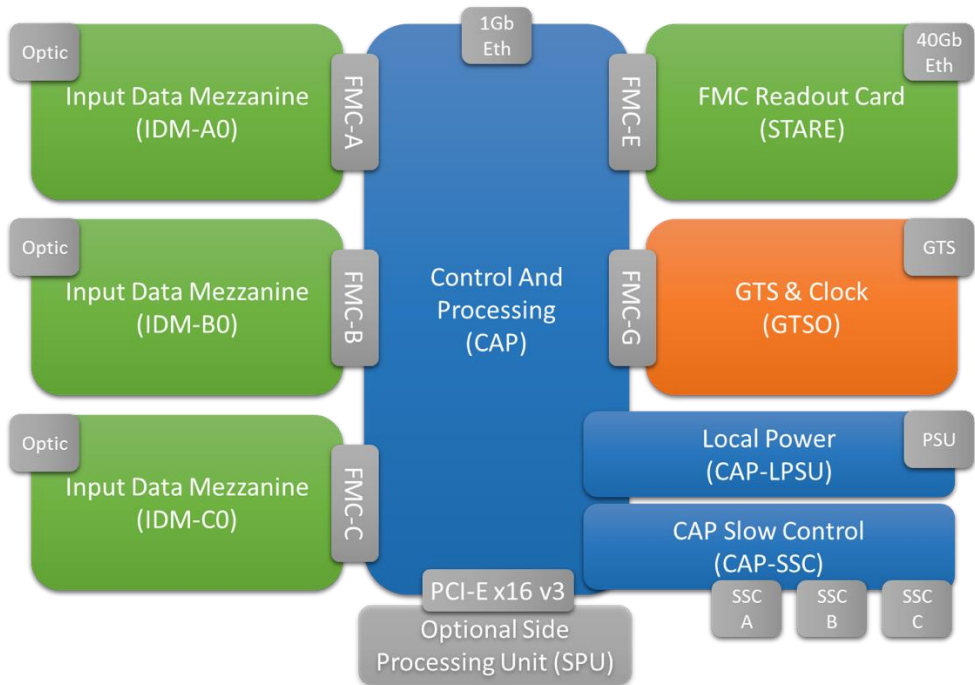 Optic
Input Data Mezzanine
(IDM-A0)
FMC-A
1Gb
Eth
FMC-E
FMC Readout Card
(STARE)
40Gb
Eth
Optic
Input Data Mezzanine
(IDM-B0)
FMC-B
Control And
Processing
(CAP)
FMC-G
GTS & Clock
(GTSO)
GTS
Optic
Input Data Mezzanine
(IDM-C0)
FMC-C
Local Power
(CAP-LPSU)
PSU
CAP Slow Control
(CAP-SSC)
SSC
A
SSC
B
SSC
C
PCI-E x16 v3
Optional Side
Processing Unit (SPU)